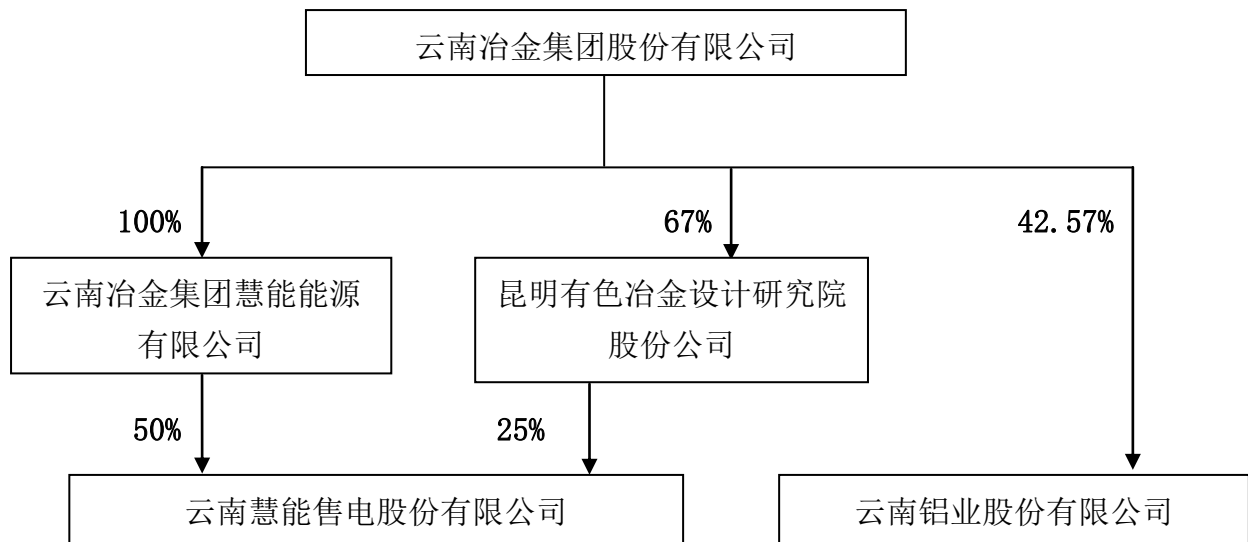 云南冶金集团股份有限公司
100%
67%
42.57%
云南冶金集团慧能能源
有限公司
昆明有色冶金设计研究院
股份公司
50%
25%
云南慧能售电股份有限公司
云南铝业股份有限公司